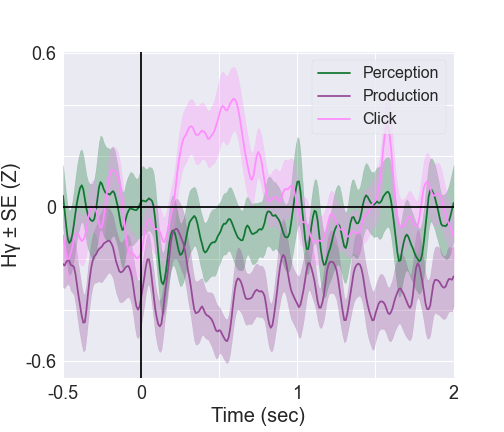 0.6
Perception
Production
Click
Hγ ± SE (Z)
0
-0.6
-0.5
0
1
2
Time (sec)